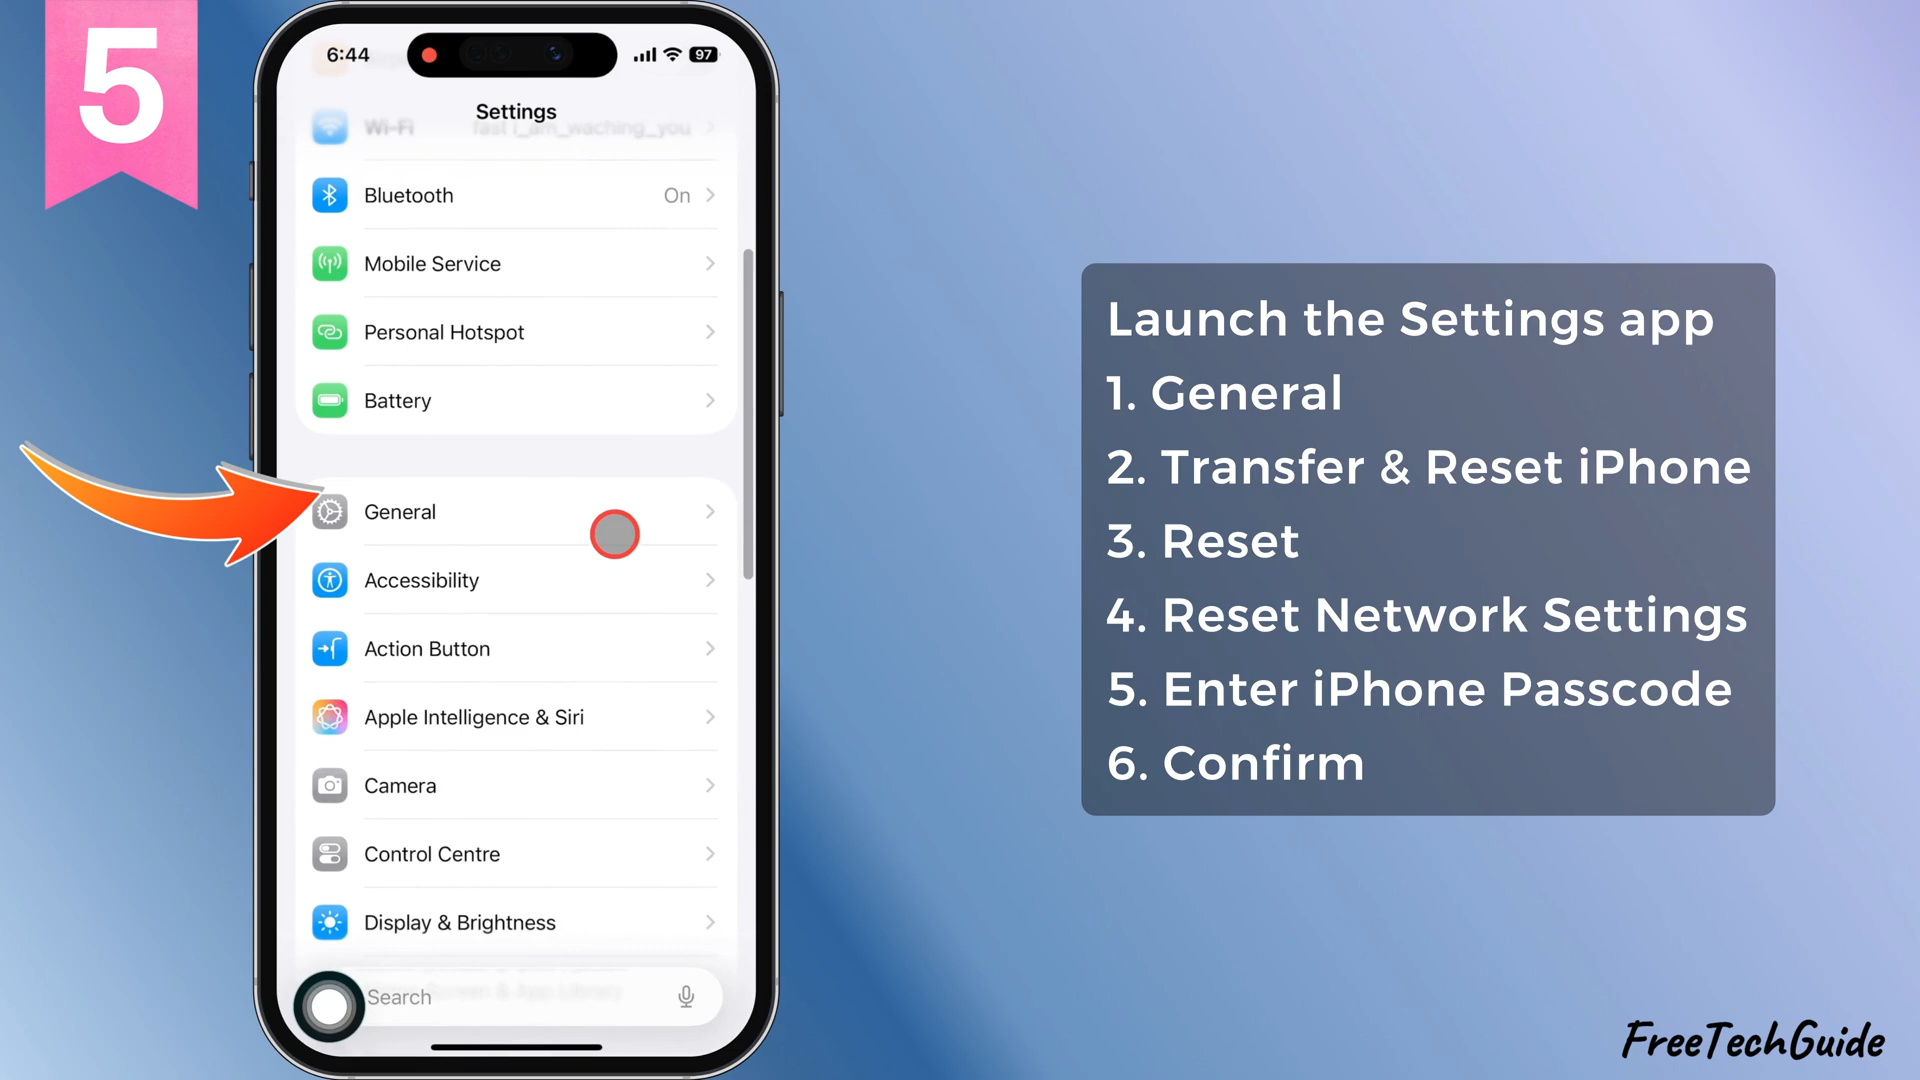 5
6:44
97
Settings
Wi-Fi fast i_am_waching_you
Bluetooth On
Mobile Service
Personal Hotspot
Battery
General
Accessibility
Action Button
Apple Intelligence & Siri
Camera
Control Centre
Display & Brightness
Search
Launch the Settings app
1. General
2. Transfer & Reset iPhone
3. Reset
4. Reset Network Settings
5. Enter iPhone Passcode
6. Confirm
FreeTechGuide